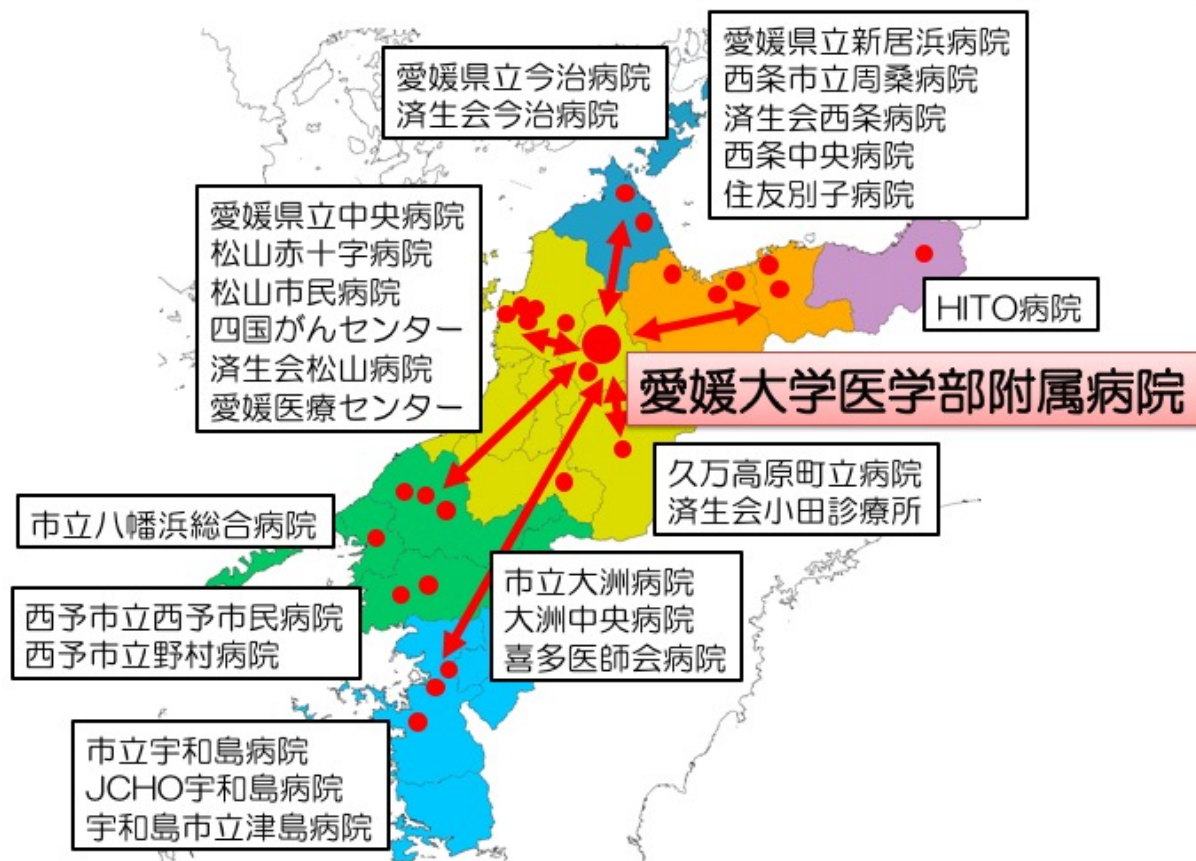 愛媛県立今治病院
済生会今治病院
愛媛県立新居浜病院
西条市立周桑病院
済生会西条病院
西条中央病院
住友別子病院
愛媛県立中央病院
松山赤十字病院
松山市民病院
四国がんセンター
済生会松山病院
愛媛医療センター
HITO病院
愛媛大学医学部附属病院
久万高原町立病院
済生会小田診療所
市立八幡浜総合病院
市立大洲病院
大洲中央病院
喜多医師会病院
西予市立西予市民病院
西予市立野村病院
市立宇和島病院
JCHO宇和島病院
宇和島市立津島病院